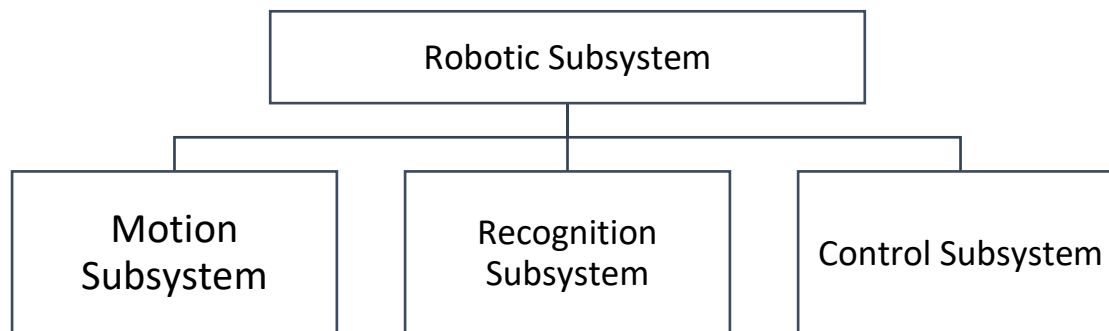 Robotic Subsystem
Motion
Subsystem
Recognition
Subsystem
Control Subsystem